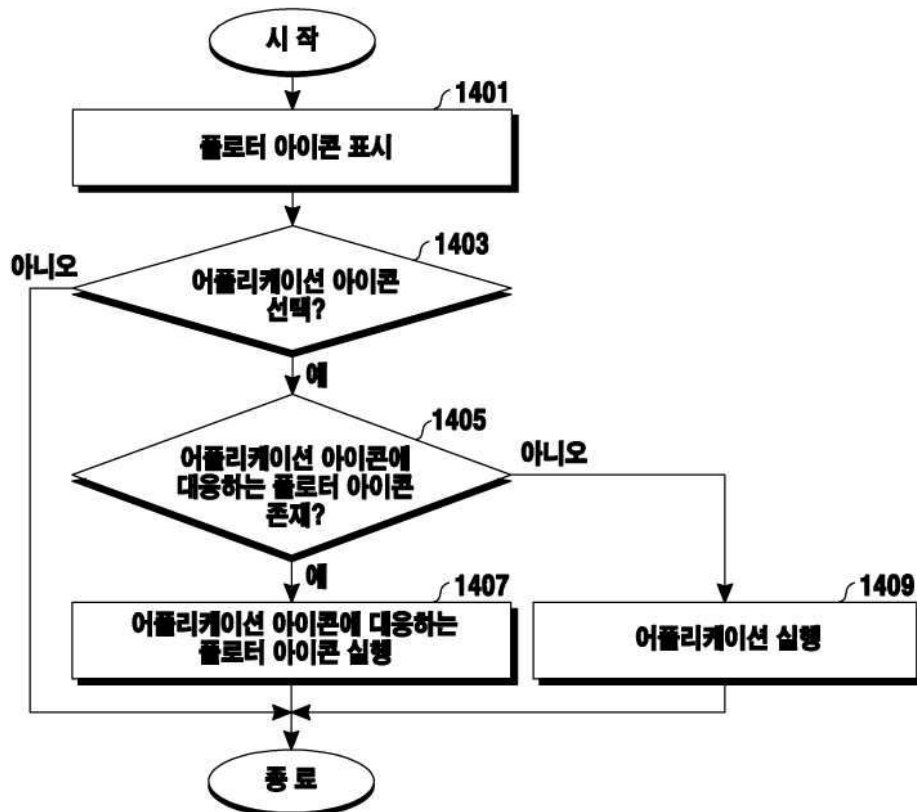 시 작
1401
플로터 아이콘 표시
1403
아니오
어플리케이션 아이콘
선택?
예
1405
어플리케이션 아이콘에
대응하는 플로터 아이콘
존재?
아니오
예
1407
어플리케이션 아이콘에 대응하는
플로터 아이콘 실행
1409
어플리케이션 실행
종 료